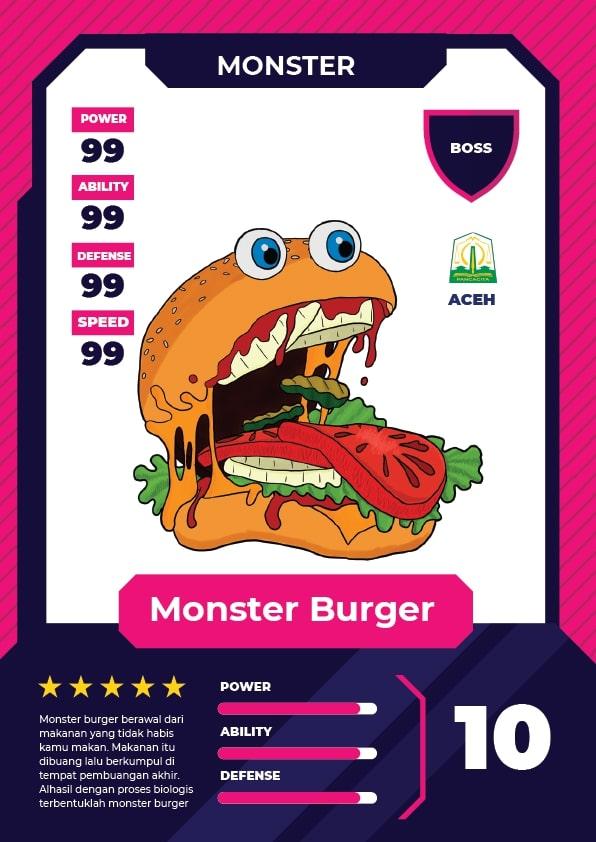 MONSTER
POWER
99
ABILITY
99
DEFENSE
99
SPEED
99
BOSS
PANCACITA
ACEH
Monster Burger
Monster burger berawal dari
makanan yang tidak habis
kamu makan. Makanan itu
dibuang lalu berkumpul di
tempat pembuangan akhir.
Alhasil dengan proses biologis
terbentuklah monster burger
POWER
ABILITY
DEFENSE
10